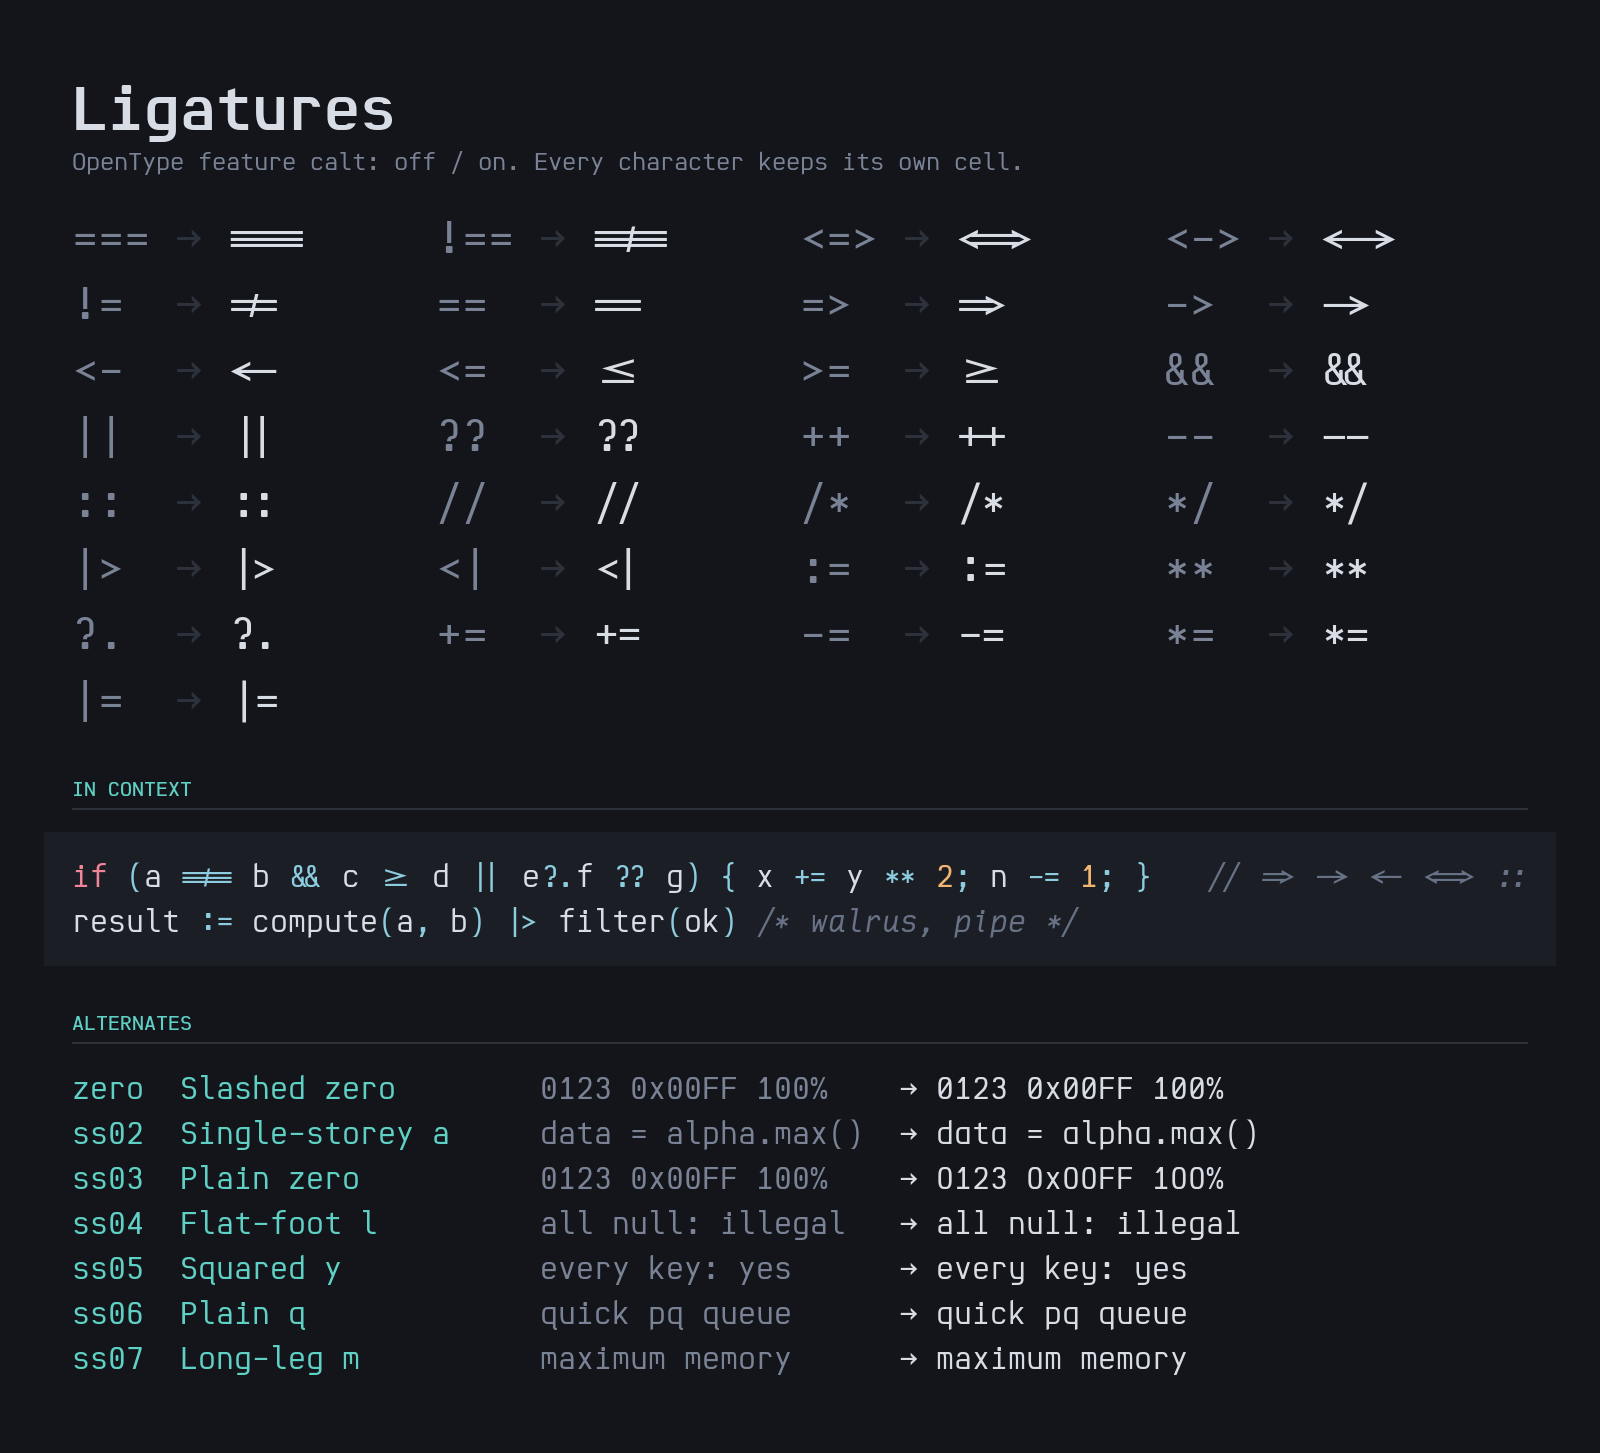 Ligatures
OpenType feature calt: off / on. Every character keeps its own cell.
=== → === !== → !== <=> → <=> <-> → <->
!= → != == → == => → => -> → ->
<- → <- <= → <= >= → >= && → &&
|| → || ?? → ?? ++ → ++ -- → --
:: → :: // → // /* → /* */ → */
|> → |> <| → <| := → := ** → **
?. → ?. += → += -= → -= *= → *=
|= → |=
IN CONTEXT
if (a !== b && c >= d || e?.f ?? g) { x += y ** 2; n -= 1; } // => -> <- <=> ::
result := compute(a, b) |> filter(ok) /* walrus, pipe */
ALTERNATES
zero Slashed zero 0123 0x00FF 100% → 0123 0x00FF 100%
ss02 Single-storey a data = alpha.max() → data = alpha.max()
ss03 Plain zero 0123 0x00FF 100% → 0123 0x00FF 100%
ss04 Flat-foot l all null: illegal → all null: illegal
ss05 Squared y every key: yes → every key: yes
ss06 Plain q quick pq queue → quick pq queue
ss07 Long-leg m maximum memory → maximum memory